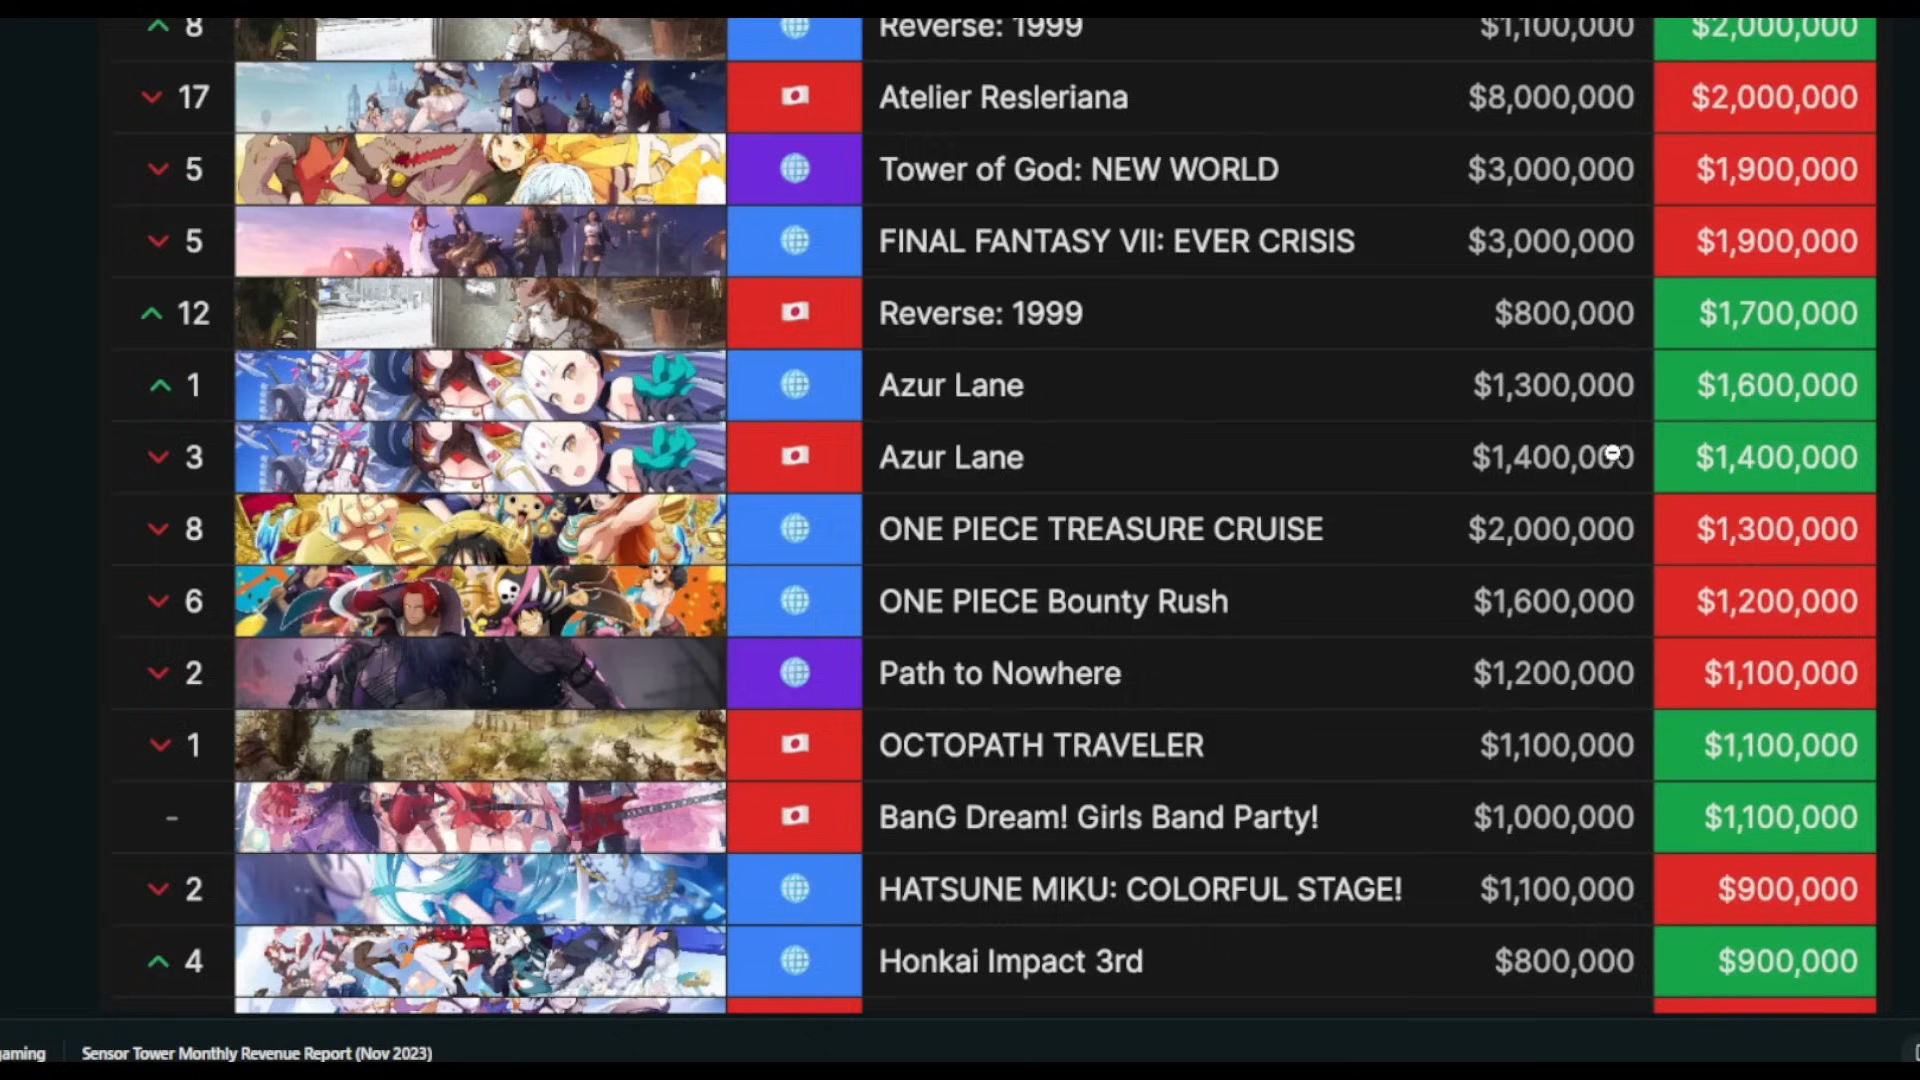 8 Reverse: 1999 $1,100,000 $2,000,000
17 Atelier Resleriana $8,000,000 $2,000,000
5 Tower of God: NEW WORLD $3,000,000 $1,900,000
5 FINAL FANTASY VII: EVER CRISIS $3,000,000 $1,900,000
12 Reverse: 1999 $800,000 $1,700,000
1 Azur Lane $1,300,000 $1,600,000
3 Azur Lane $1,400,000 $1,400,000
8 ONE PIECE TREASURE CRUISE $2,000,000 $1,300,000
6 ONE PIECE Bounty Rush $1,600,000 $1,200,000
2 Path to Nowhere $1,200,000 $1,100,000
1 OCTOPATH TRAVELER $1,100,000 $1,100,000
- BanG Dream! Girls Band Party! $1,000,000 $1,100,000
2 HATSUNE MIKU: COLORFUL STAGE! $1,100,000 $900,000
4 Honkai Impact 3rd $800,000 $900,000
gaming Sensor Tower Monthly Revenue Report (Nov 2023)